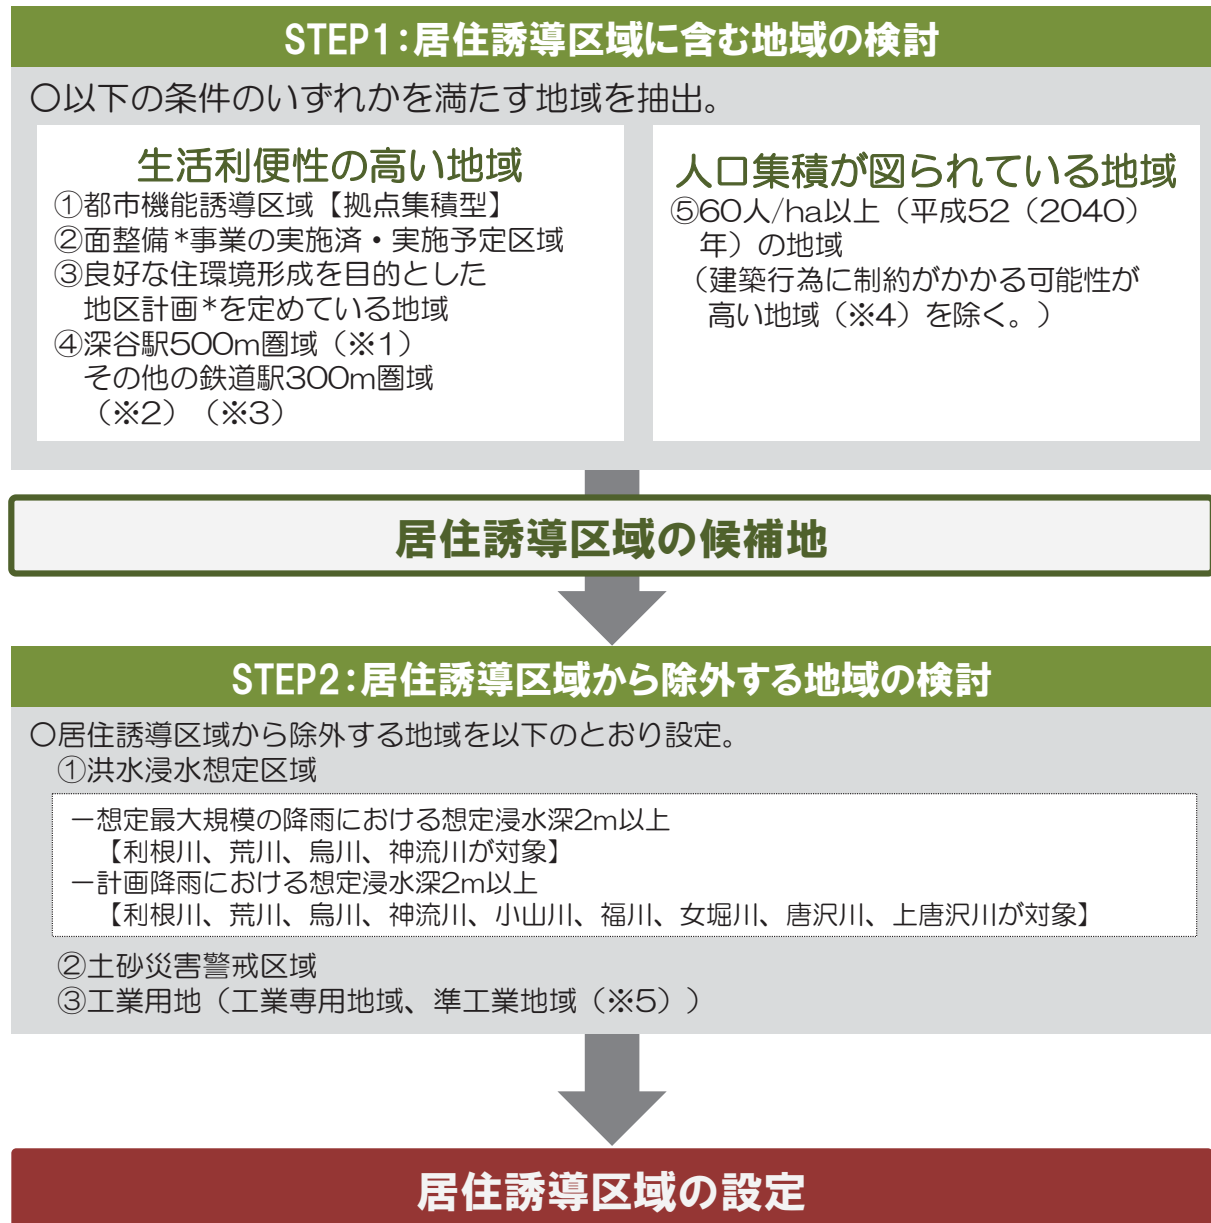 STEP1：居住誘導区域に含む地域の検討
〇以下の条件のいずれかを満たす地域を抽出。
生活利便性の高い地域
①都市機能誘導区域【拠点集積型】
②面整備*事業の実施済・実施予定区域
③良好な住環境形成を目的とした
地区計画*を定めている地域
④深谷駅500m圏域（※1）
その他の鉄道駅300m圏域
（※2）（※3）
人口集積が図られている地域
⑤60人/ha以上（平成52（2040）
年）の地域
（建築行為に制約がかかる可能性が
高い地域（※4）を除く。）
居住誘導区域の候補地
STEP2：居住誘導区域から除外する地域の検討
〇居住誘導区域から除外する地域を以下のとおり設定。
①洪水浸水想定区域
－想定最大規模の降雨における想定浸水深2m以上
【利根川、荒川、烏川、神流川が対象】
－計画降雨における想定浸水深2m以上
【利根川、荒川、烏川、神流川、小山川、福川、女堀川、唐沢川、上唐沢川が対象】
②土砂災害警戒区域
③工業用地（工業専用地域、準工業地域（※5））
居住誘導区域の設定